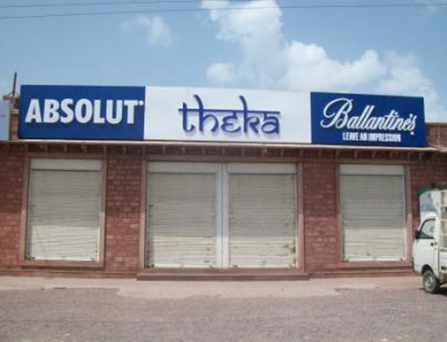 ABSOLUT
theka
Ballantine's
LEAVE AN IMPRESSION